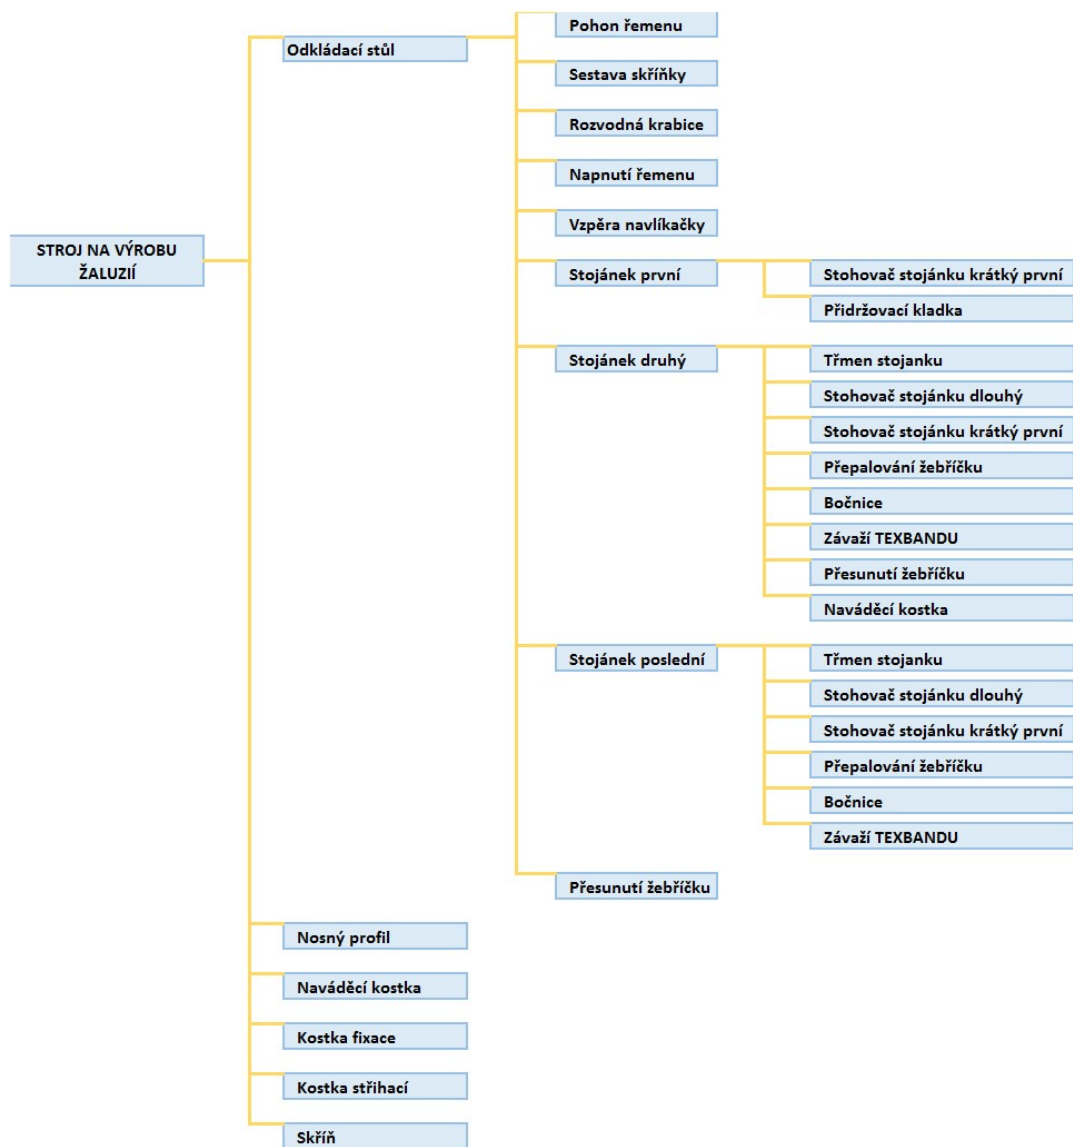 Odkládací stůl
Pohon řemenu
Sestava skříňky
Rozvodná krabice
Napnutí řemenu
Vzpěra navlíkačky
STROJ NA VÝROBU
ŽALUZIÍ
Stojánek první
Stohovač stojánku krátký první
Přidržovací kladka
Stojánek druhý
Třmen stojanku
Stohovač stojánku dlouhý
Stohovač stojánku krátký první
Přepalování žebříčku
Bočnice
Závaží TEXBANDU
Přesunutí žebříčku
Naváděcí kostka
Stojánek poslední
Třmen stojanku
Stohovač stojánku dlouhý
Stohovač stojánku krátký první
Přepalování žebříčku
Bočnice
Závaží TEXBANDU
Přesunutí žebříčku
Nosný profil
Naváděcí kostka
Kostka fixace
Kostka střihací
Skříň